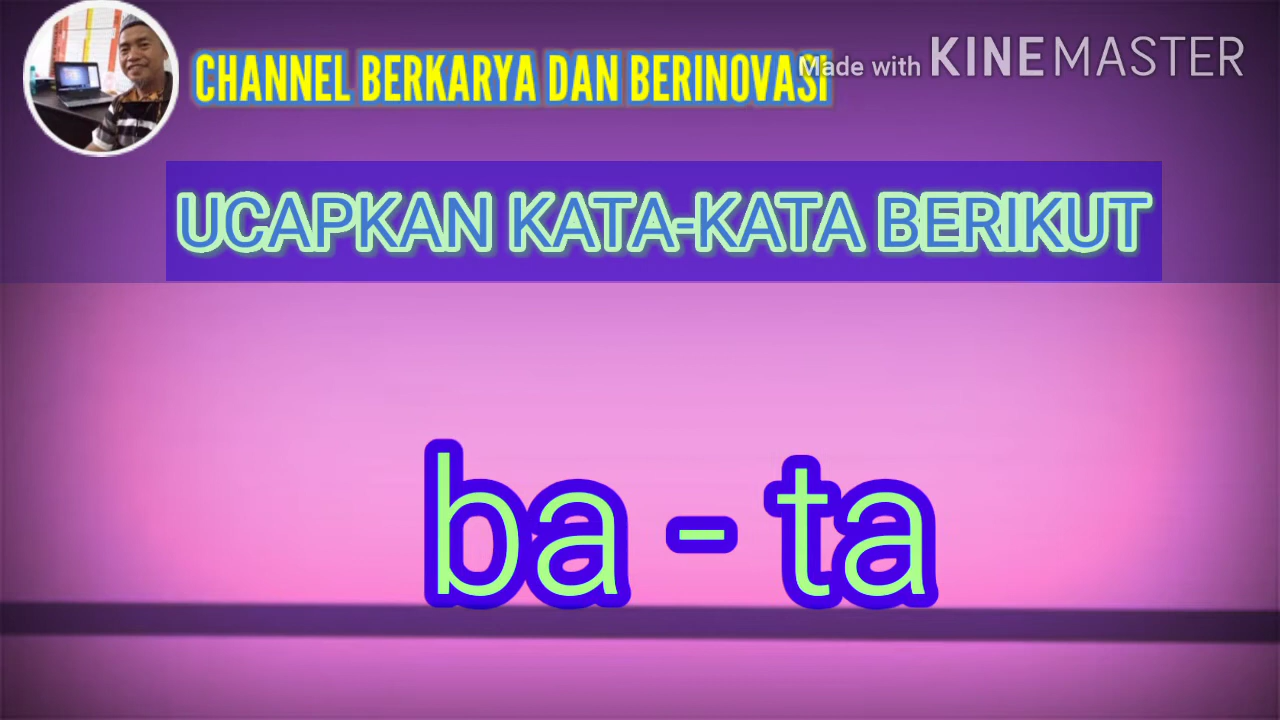 CHANNEL BERKARYA DAN BERINOVASI
Made with KINEMASTER
UCAPKAN KATA-KATA BERIKUT
ba - ta